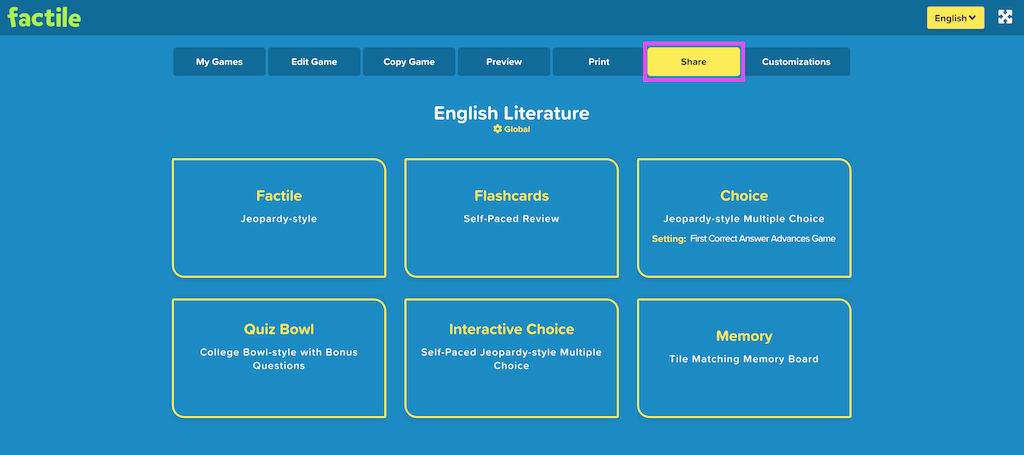 factile
English
My Games
Edit Game
Copy Game
Preview
Print
Share
Customizations
English Literature
Global
Factile
Jeopardy-style
Flashcards
Self-Paced Review
Choice
Jeopardy-style Multiple Choice
Setting: First Correct Answer Advances Game
Quiz Bowl
College Bowl-style with Bonus
Questions
Interactive Choice
Self-Paced Jeopardy-style Multiple
Choice
Memory
Tile Matching Memory Board